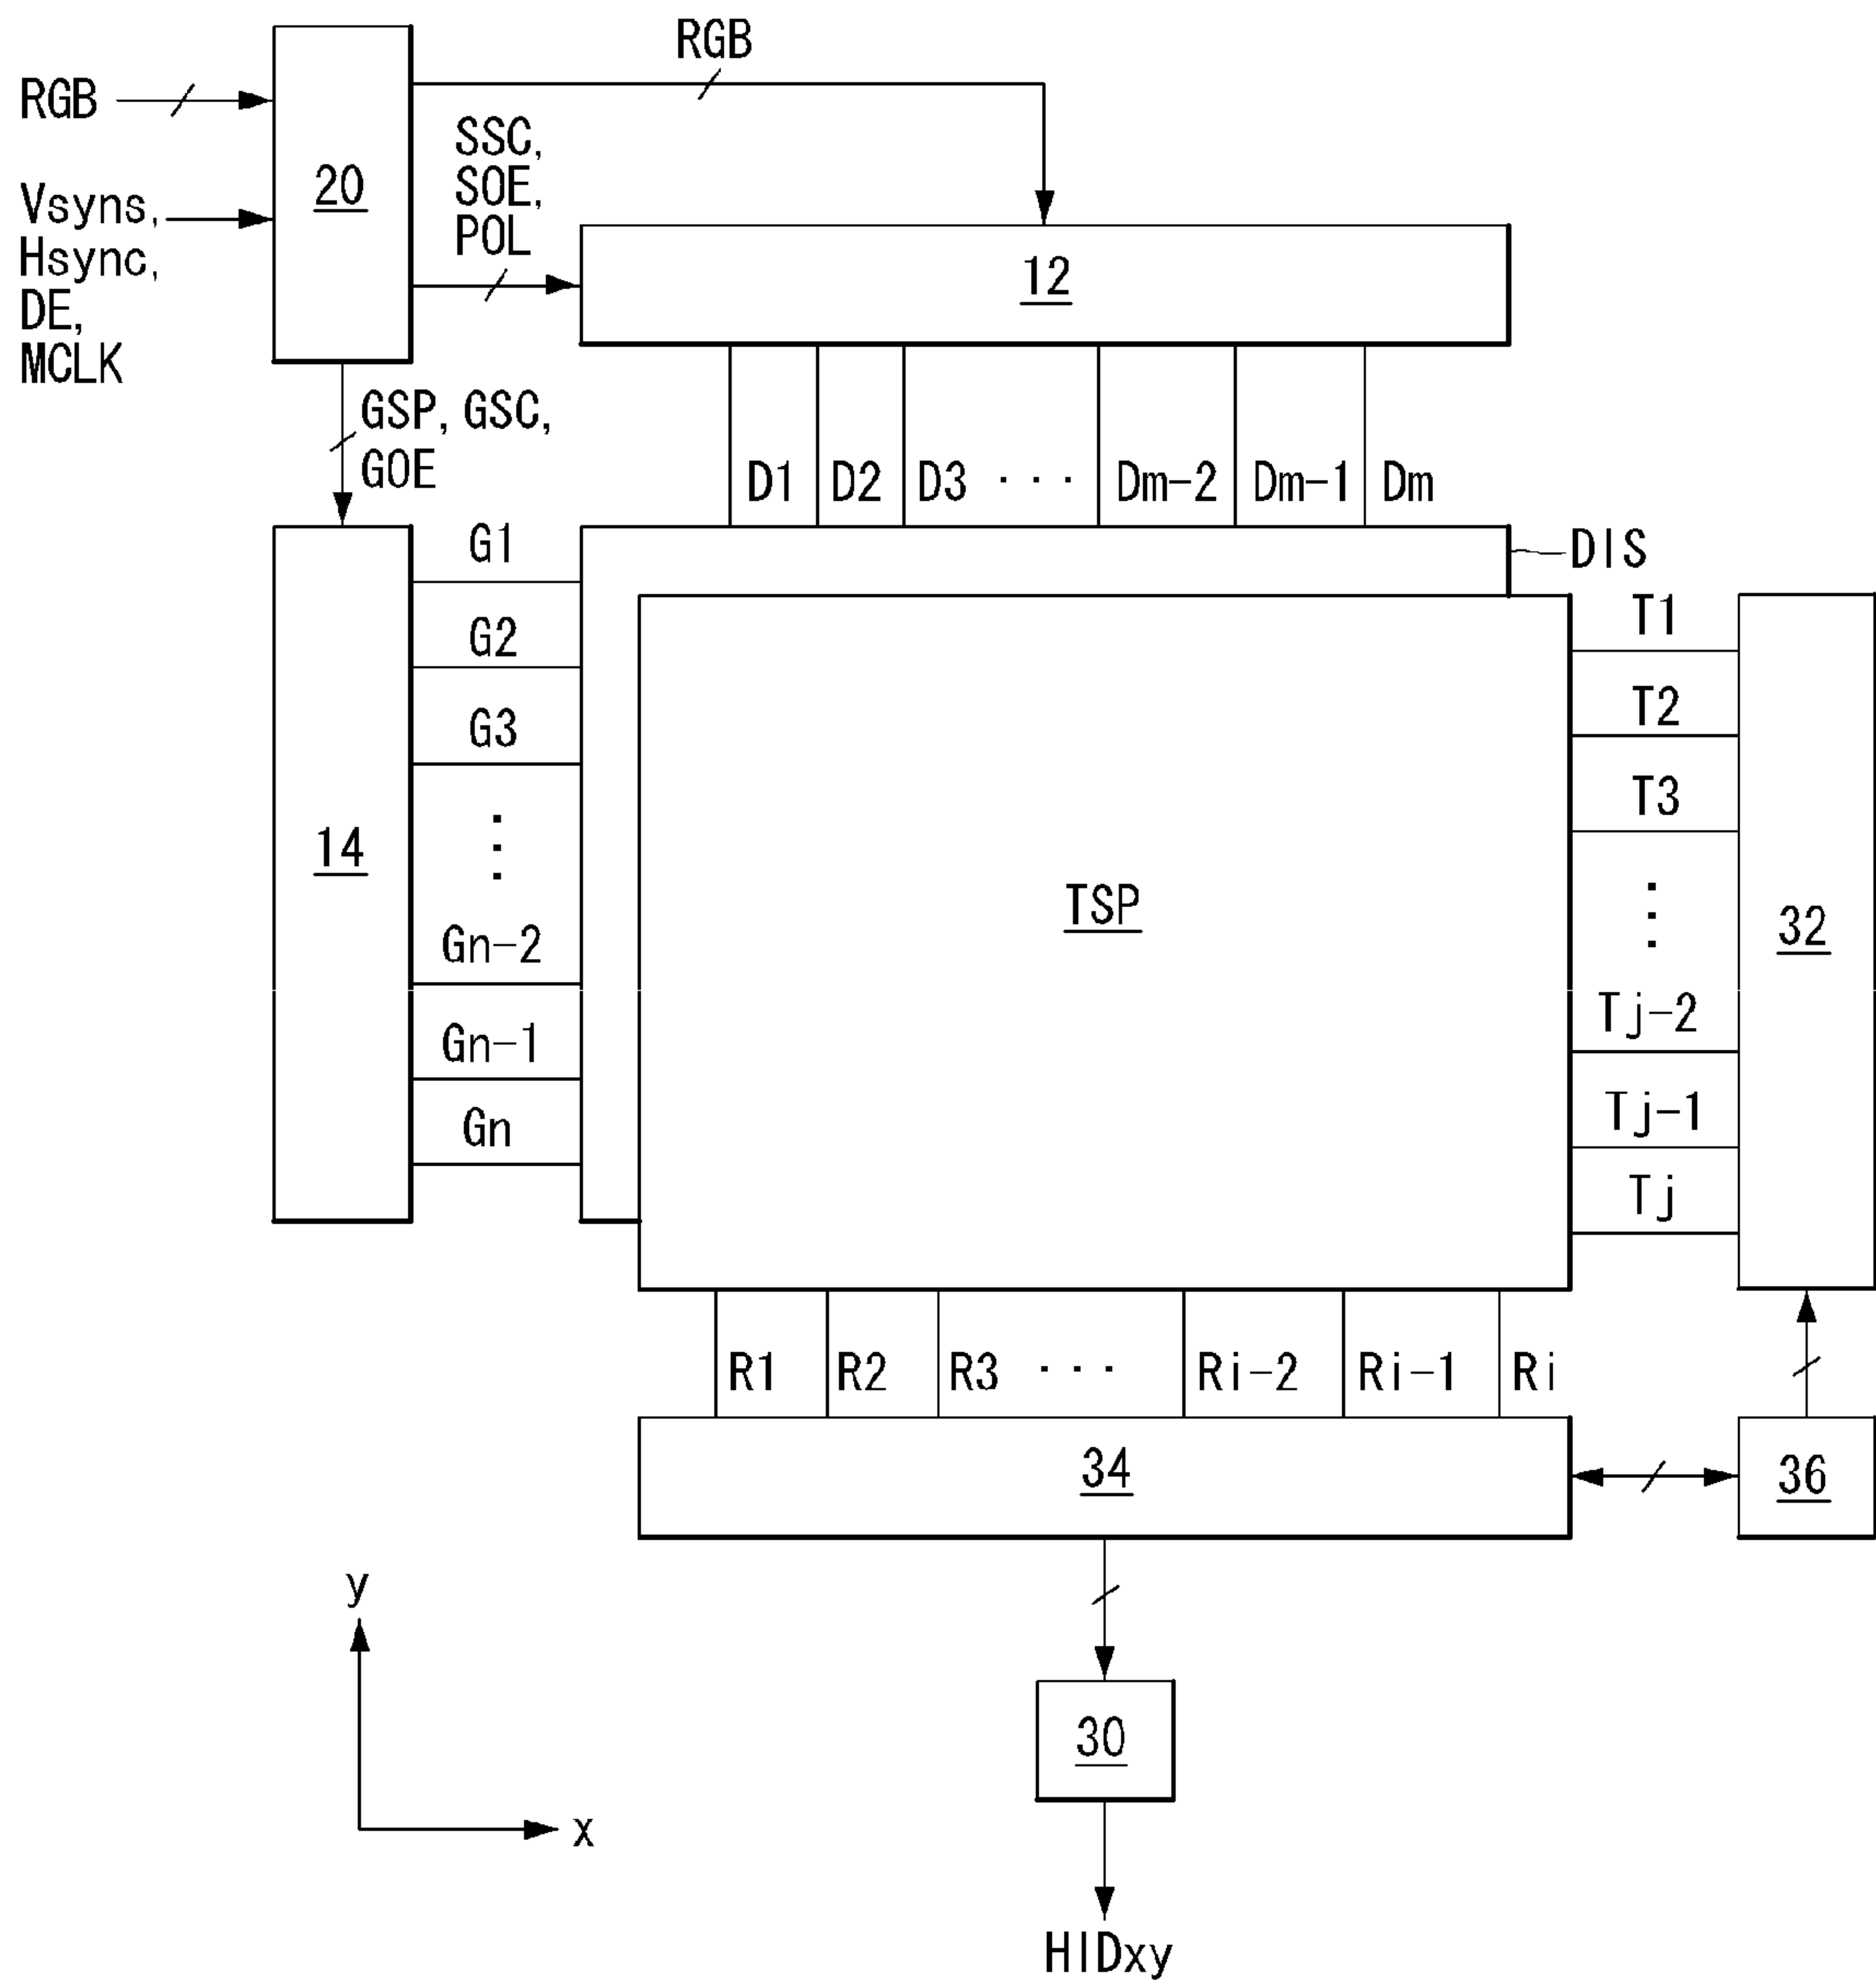 RGB
RGB
20
SSC,
SOE,
POL
Vsyns,
Hsync,
DE,
MCLK
12
GSP, GSC,
GOE
D1 D2 D3 ··· Dm-2 Dm-1 Dm
DIS
G1
G2
G3
⋮
Gn-2
Gn-1
Gn
14
TSP
T1
T2
T3
⋮
Tj-2
Tj-1
Tj
32
R1 R2 R3 ··· Ri-2 Ri-1 Ri
34
36
30
HIDxy
y
x